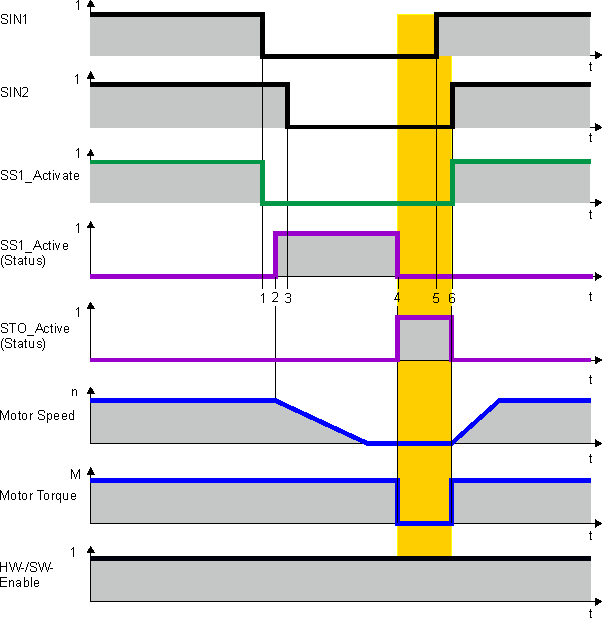 SIN1
1
t
SIN2
1
t
SS1_Activate
1
t
SS1_Active
(Status)
1
1 2 3 4 5 6 t
STO_Active
(Status)
1
t
n
Motor Speed
t
M
Motor Torque
t
1
HW-/SW-
Enable
t